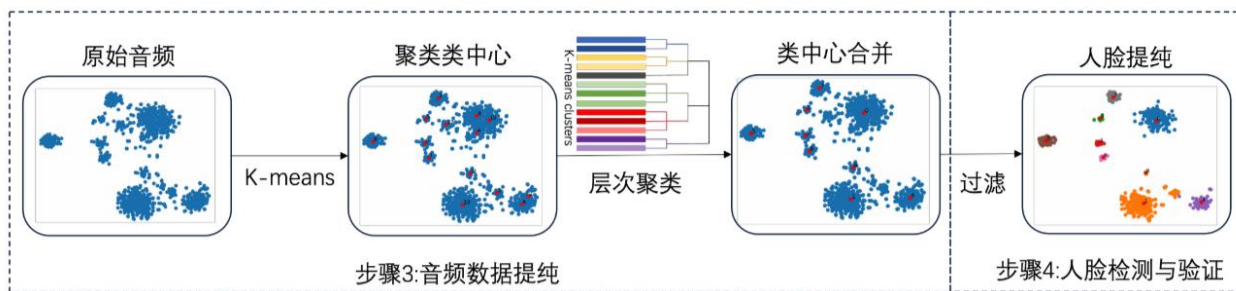 原始音频
聚类类中心
K-means clusters
类中心合并
人脸提纯
K-means
层次聚类
过滤
步骤3:音频数据提纯
步骤4:人脸检测与验证